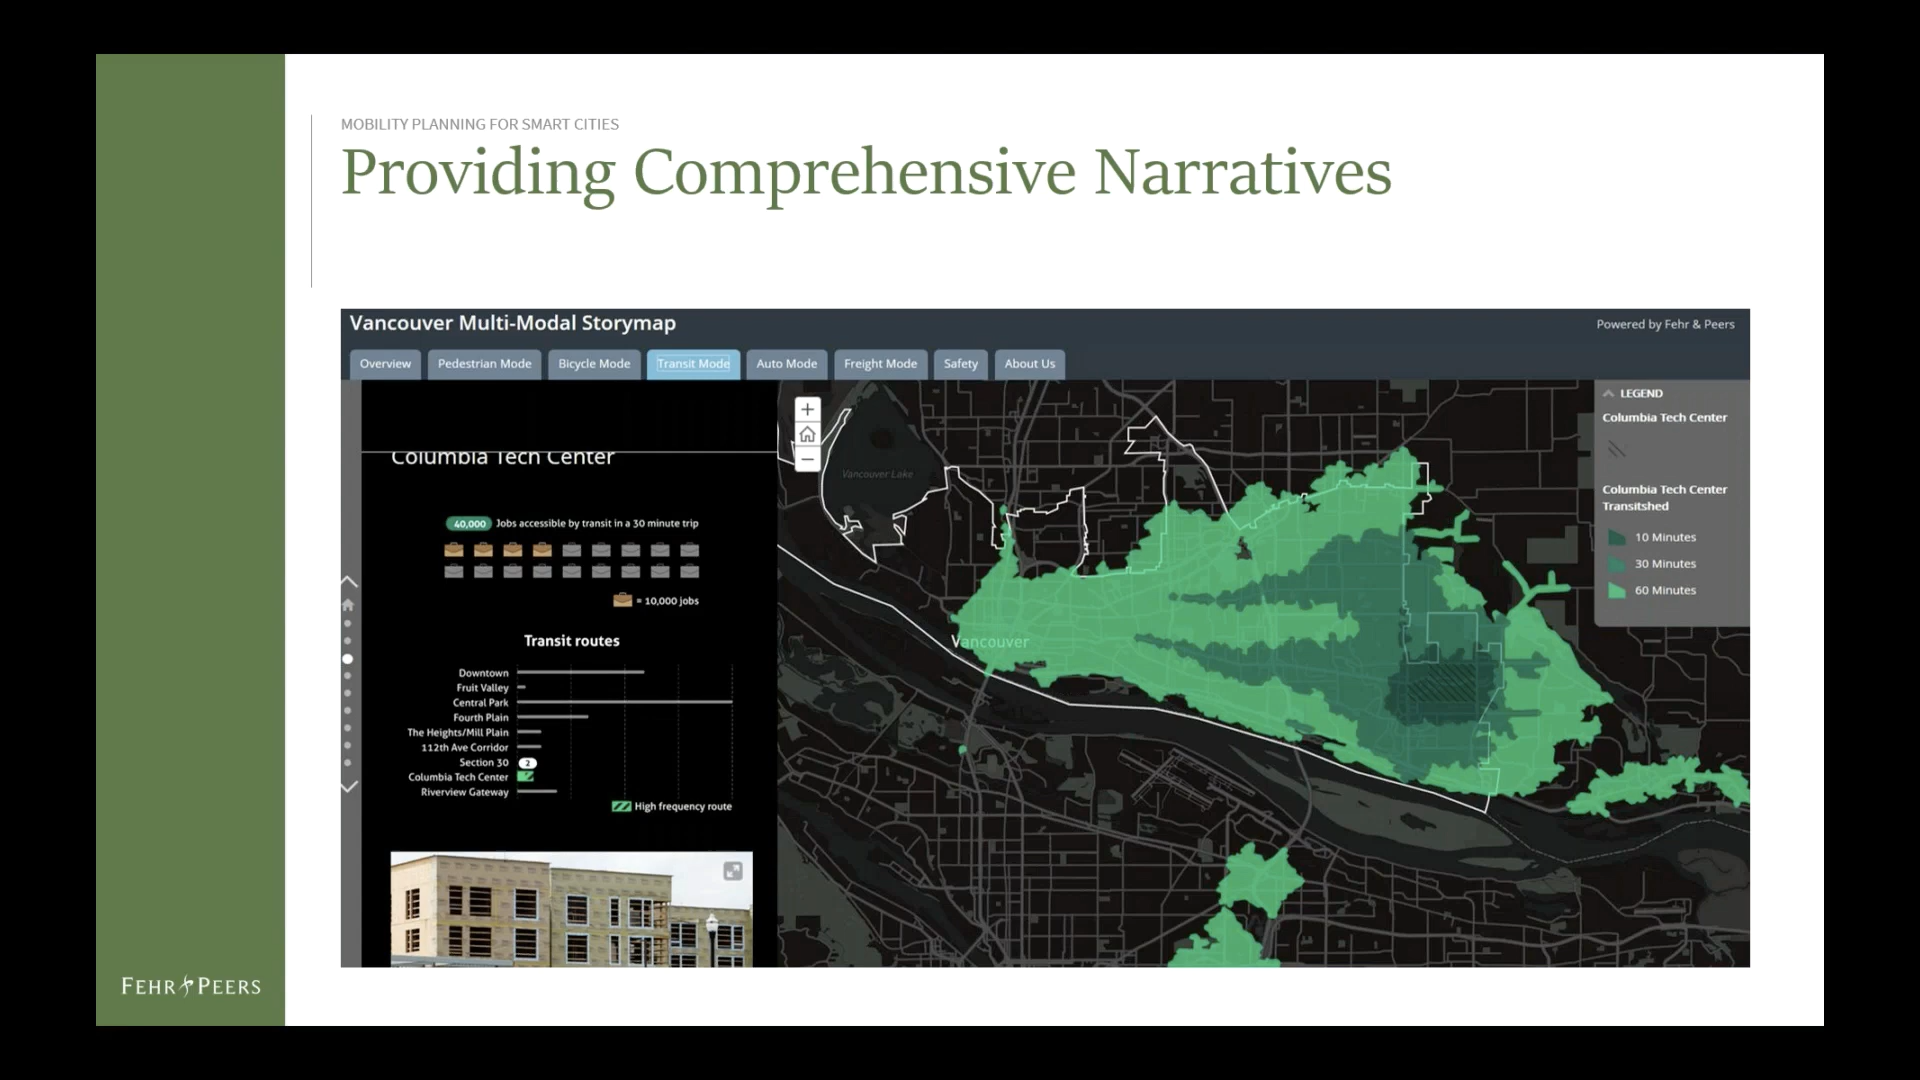 MOBILITY PLANNING FOR SMART CITIES
Providing Comprehensive Narratives
Vancouver Multi-Modal Storymap
Powered by Fehr & Peers
Overview
Pedestrian Mode
Bicycle Mode
Transit Mode
Auto Mode
Freight Mode
Safety
About Us
Columbia Tech Center
40,000 Jobs accessible by transit in a 30 minute trip
= 10,000 jobs
Transit routes
Downtown
Fruit Valley
Central Park
Fourth Plain
The Heights/Mill Plain
112th Ave Corridor
Section 30 2
Columbia Tech Center
Riverview Gateway
High frequency route
+
−
Vancouver Lake
Vancouver
LEGEND
Columbia Tech Center
Columbia Tech Center
Transitshed
10 Minutes
30 Minutes
60 Minutes
FEHR PEERS